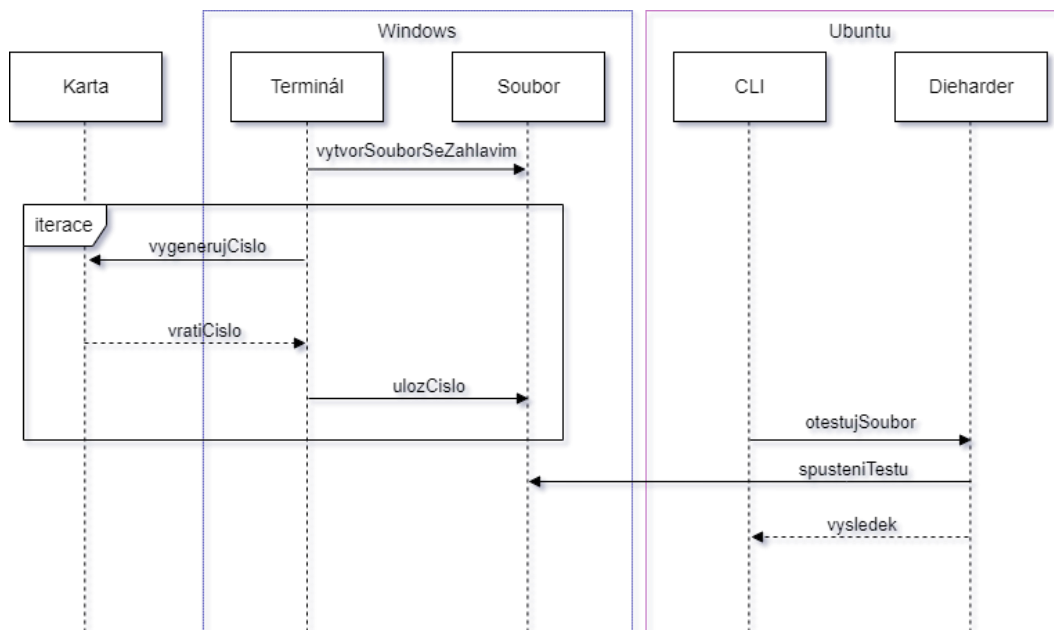 Windows
Ubuntu
Karta
Terminál
Soubor
CLI
Dieharder
vytvorSouborSeZahlavim
iterace
vygenerujCislo
vratiCislo
ulozCislo
otestujSoubor
spusteniTestu
vysledek